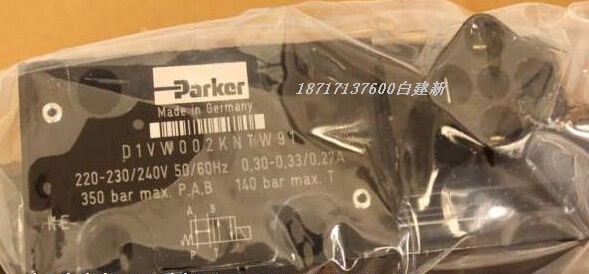 Parker
Made in Germany
18717137600白建新
D1VW002KNTW91
220-230/240V 50/60Hz 0,30-0,33/0,27A
350 bar max. P,A,B 140 bar max. T
KE-
A B
P T